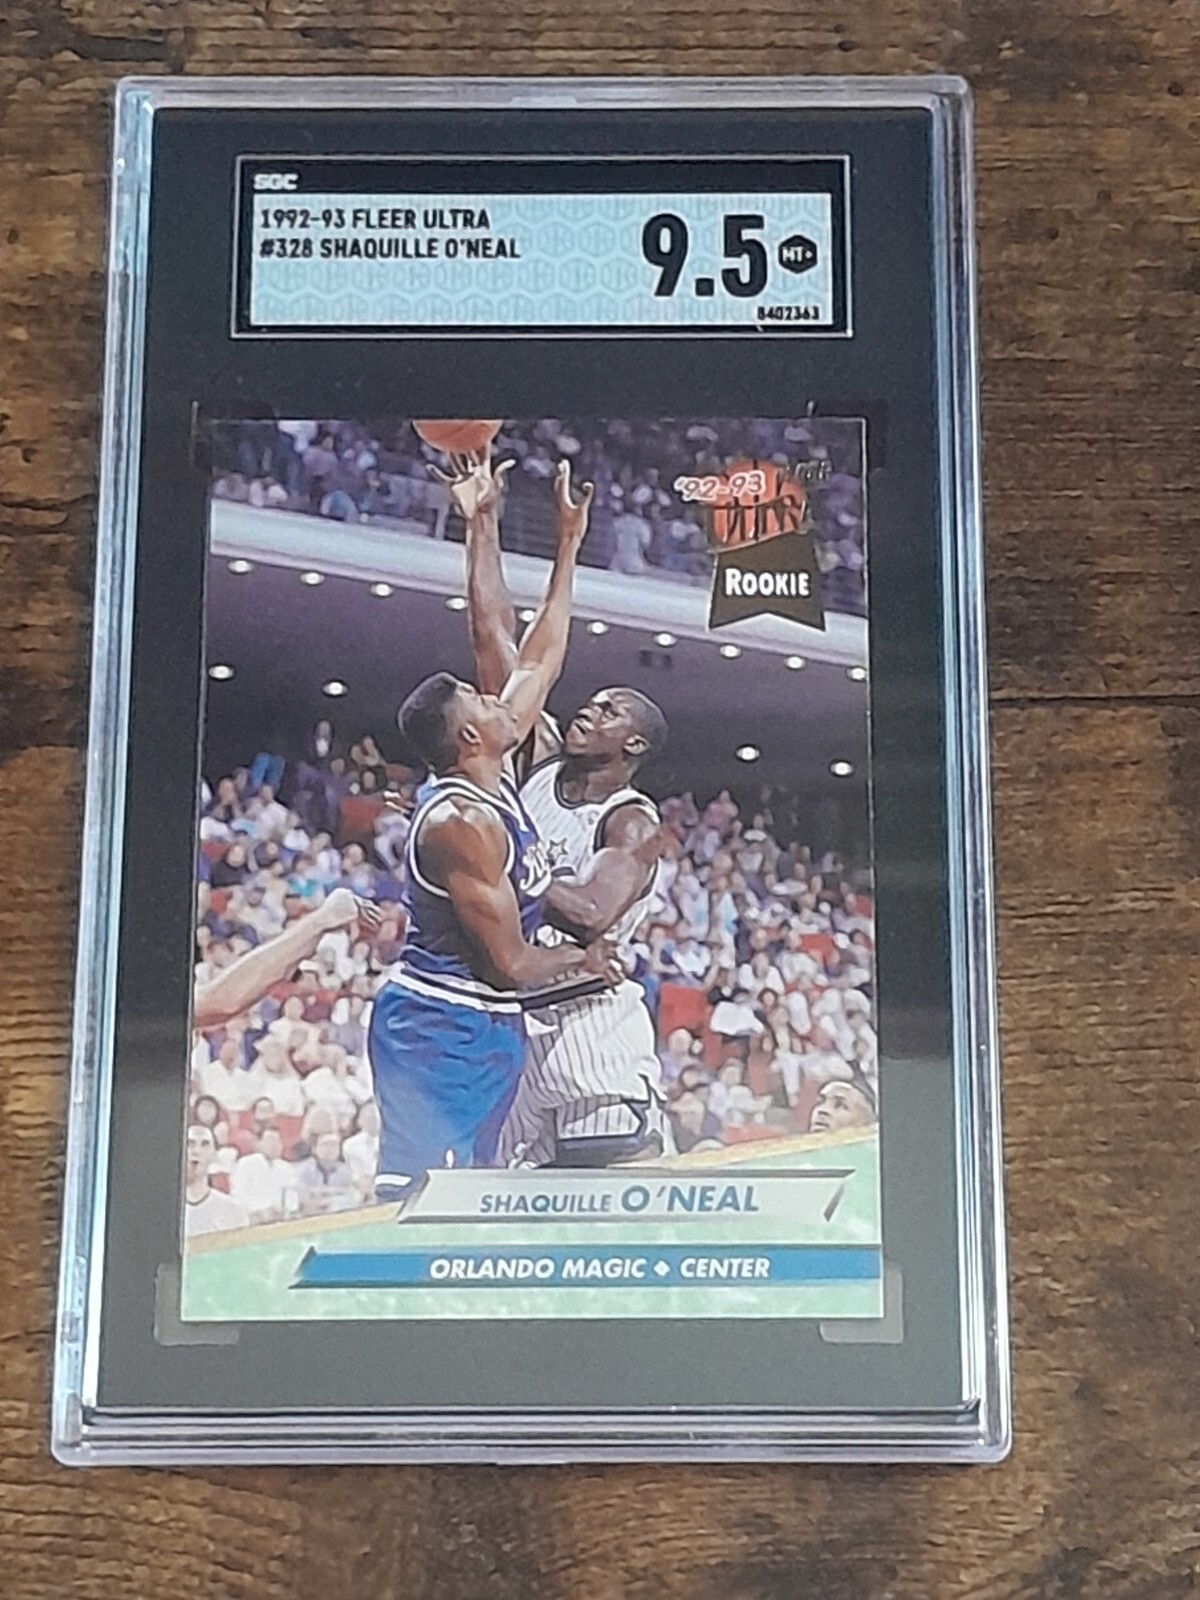 SGC
1992-93 FLEER ULTRA
#328 SHAQUILLE O'NEAL
9.5
MT+
8402363
'92-93
ROOKIE
SHAQUILLE O'NEAL
ORLANDO MAGIC ◆ CENTER